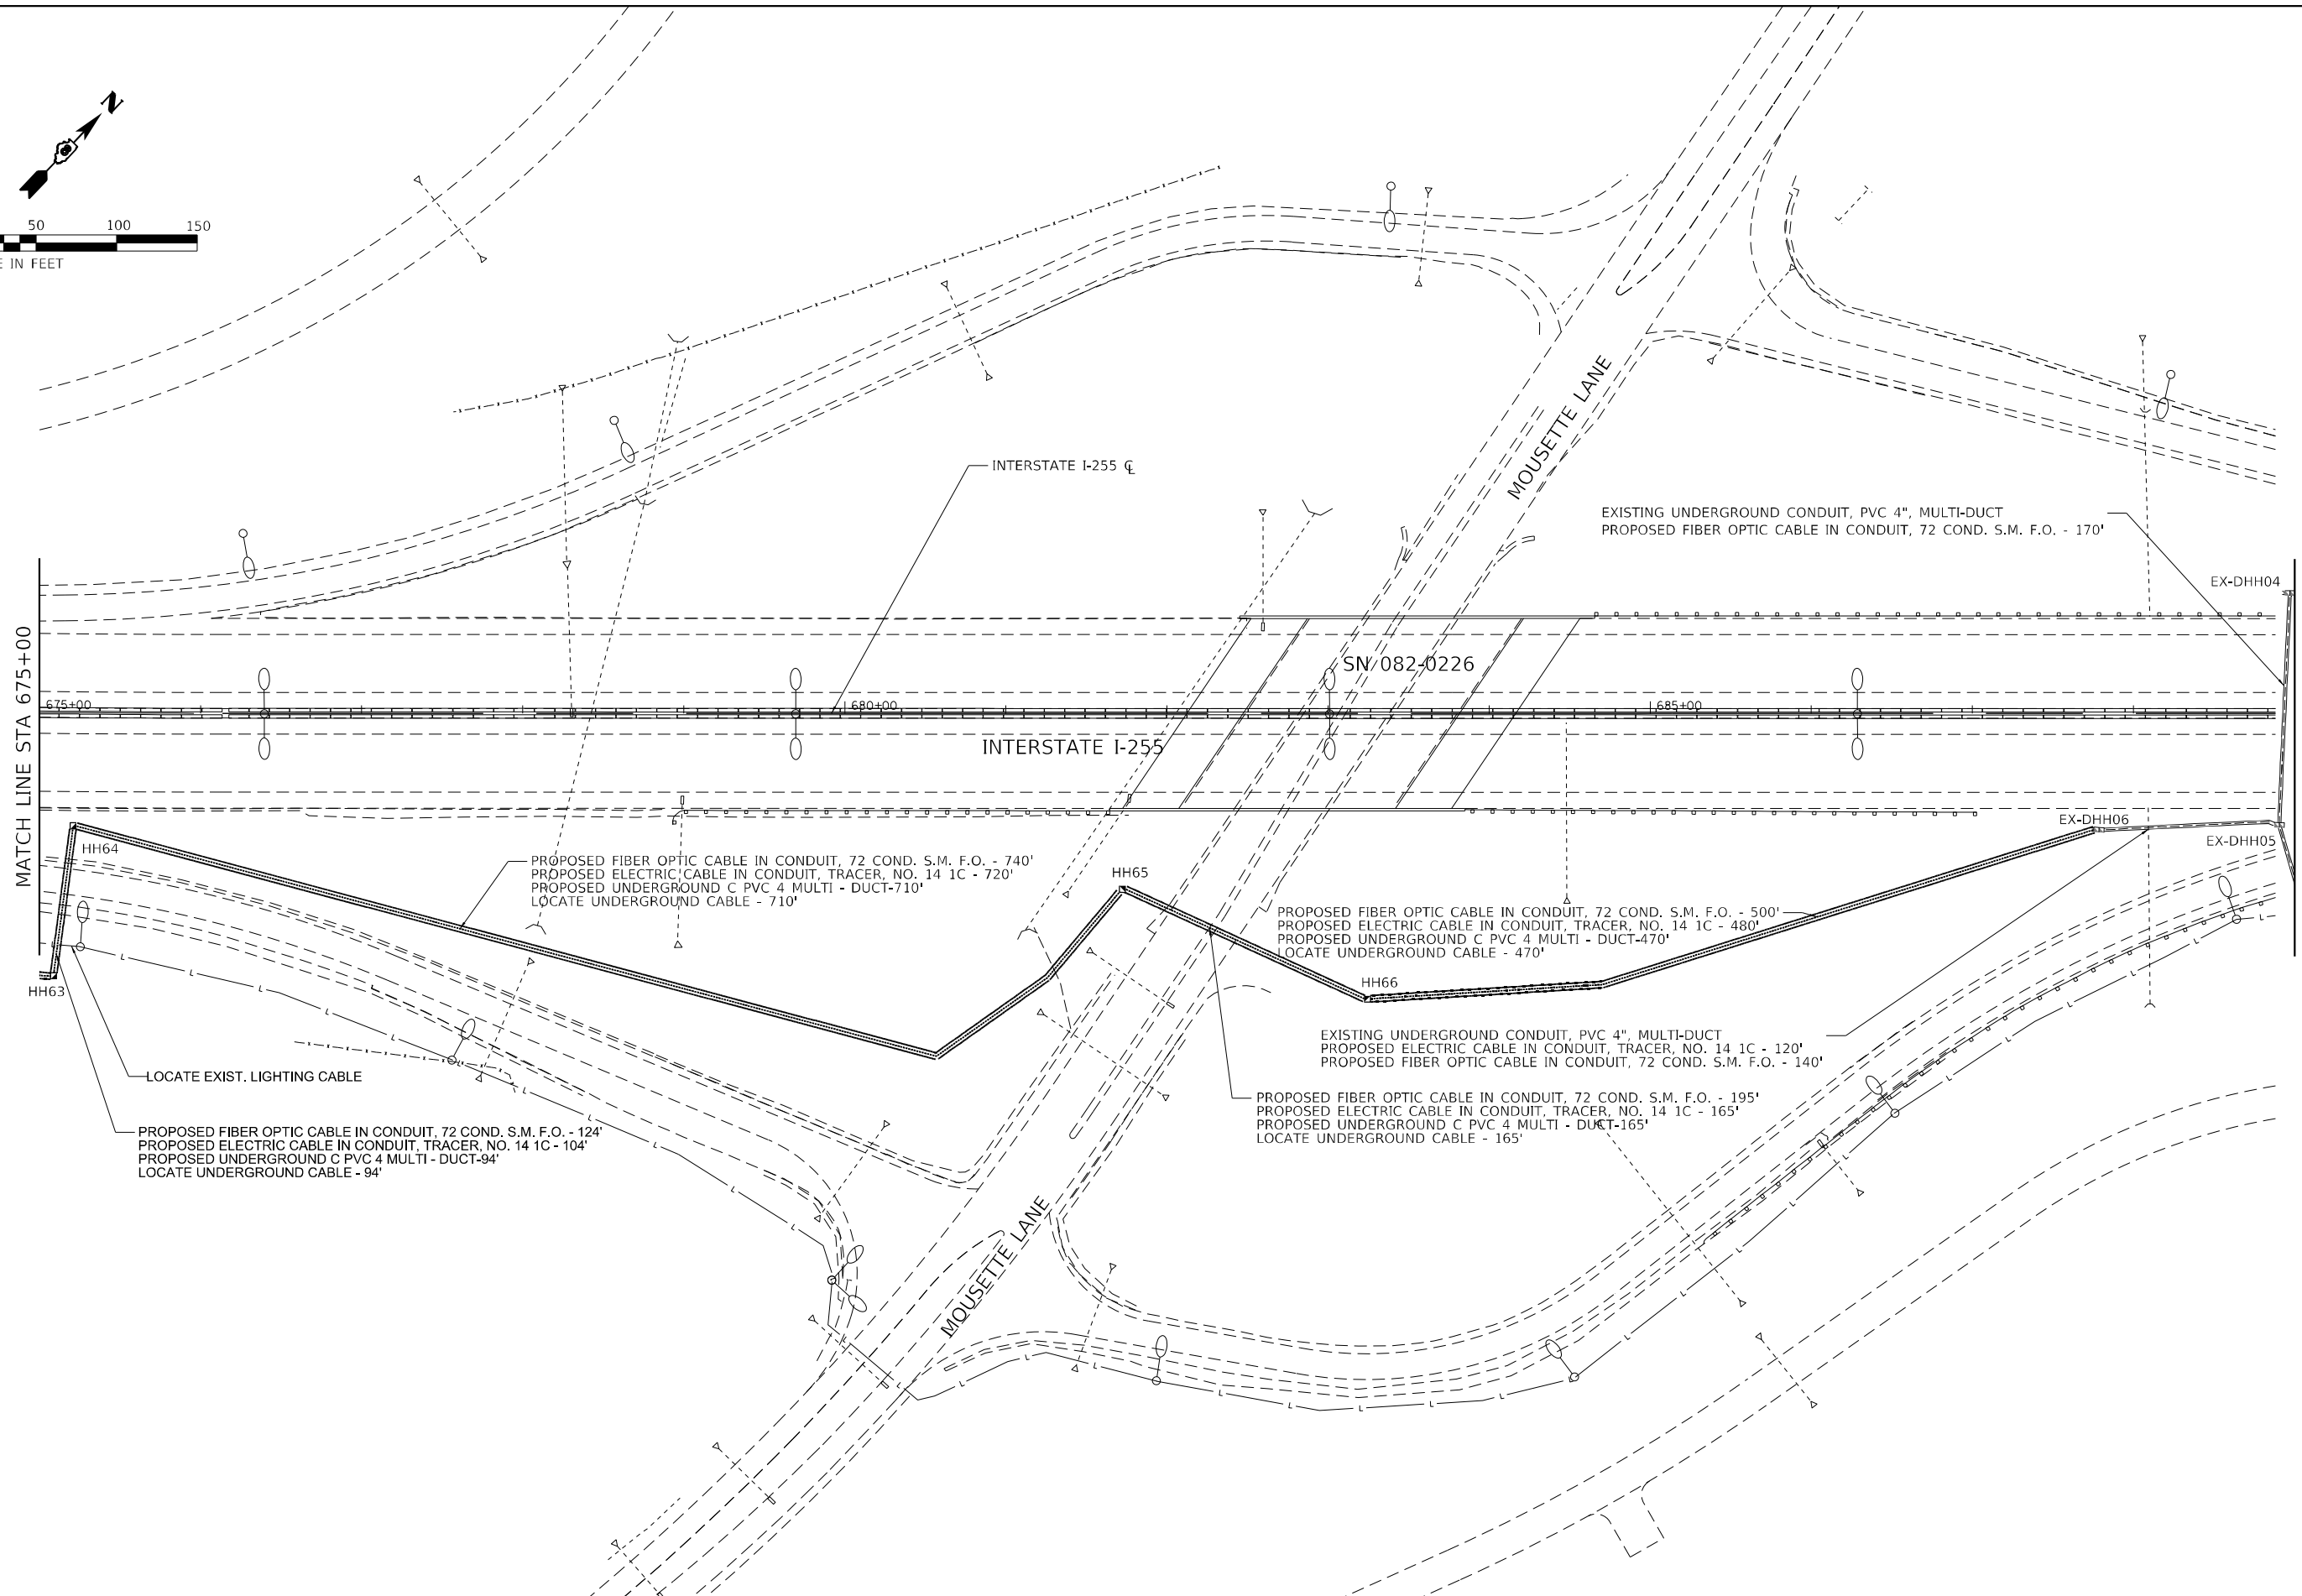 N
50 100 150
E IN FEET
INTERSTATE I-255 ℄
MOUSETTE LANE
EXISTING UNDERGROUND CONDUIT, PVC 4", MULTI-DUCT
PROPOSED FIBER OPTIC CABLE IN CONDUIT, 72 COND. S.M. F.O. - 170'
EX-DHH04
MATCH LINE STA 675+00
SN 082-0226
675+00
680+00
685+00
INTERSTATE I-255
HH64
PROPOSED FIBER OPTIC CABLE IN CONDUIT, 72 COND. S.M. F.O. - 740'
PROPOSED ELECTRIC CABLE IN CONDUIT, TRACER, NO. 14 1C - 720'
PROPOSED UNDERGROUND C PVC 4 MULTI - DUCT-710'
LOCATE UNDERGROUND CABLE - 710'
HH65
EX-DHH06
EX-DHH05
PROPOSED FIBER OPTIC CABLE IN CONDUIT, 72 COND. S.M. F.O. - 500'
PROPOSED ELECTRIC CABLE IN CONDUIT, TRACER, NO. 14 1C - 480'
PROPOSED UNDERGROUND C PVC 4 MULTI - DUCT-470'
LOCATE UNDERGROUND CABLE - 470'
HH63
HH66
EXISTING UNDERGROUND CONDUIT, PVC 4", MULTI-DUCT
PROPOSED ELECTRIC CABLE IN CONDUIT, TRACER, NO. 14 1C - 120'
PROPOSED FIBER OPTIC CABLE IN CONDUIT, 72 COND. S.M. F.O. - 140'
LOCATE EXIST. LIGHTING CABLE
PROPOSED FIBER OPTIC CABLE IN CONDUIT, 72 COND. S.M. F.O. - 195'
PROPOSED ELECTRIC CABLE IN CONDUIT, TRACER, NO. 14 1C - 165'
PROPOSED UNDERGROUND C PVC 4 MULTI - DUCT-165'
LOCATE UNDERGROUND CABLE - 165'
PROPOSED FIBER OPTIC CABLE IN CONDUIT, 72 COND. S.M. F.O. - 124'
PROPOSED ELECTRIC CABLE IN CONDUIT, TRACER, NO. 14 1C - 104'
PROPOSED UNDERGROUND C PVC 4 MULTI - DUCT-94'
LOCATE UNDERGROUND CABLE - 94'
MOUSETTE LANE